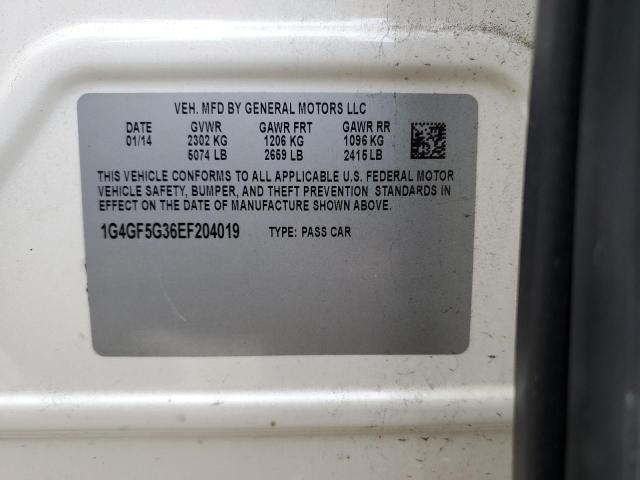 VEH. MFD BY GENERAL MOTORS LLC
DATE GVWR GAWR FRT GAWR RR
01/14 2302 KG 1206 KG 1096 KG
5074 LB 2659 LB 2415 LB
THIS VEHICLE CONFORMS TO ALL APPLICABLE U.S. FEDERAL MOTOR
VEHICLE SAFETY, BUMPER, AND THEFT PREVENTION STANDARDS IN
EFFECT ON THE DATE OF MANUFACTURE SHOWN ABOVE.
1G4GF5G36EF204019 TYPE: PASS CAR